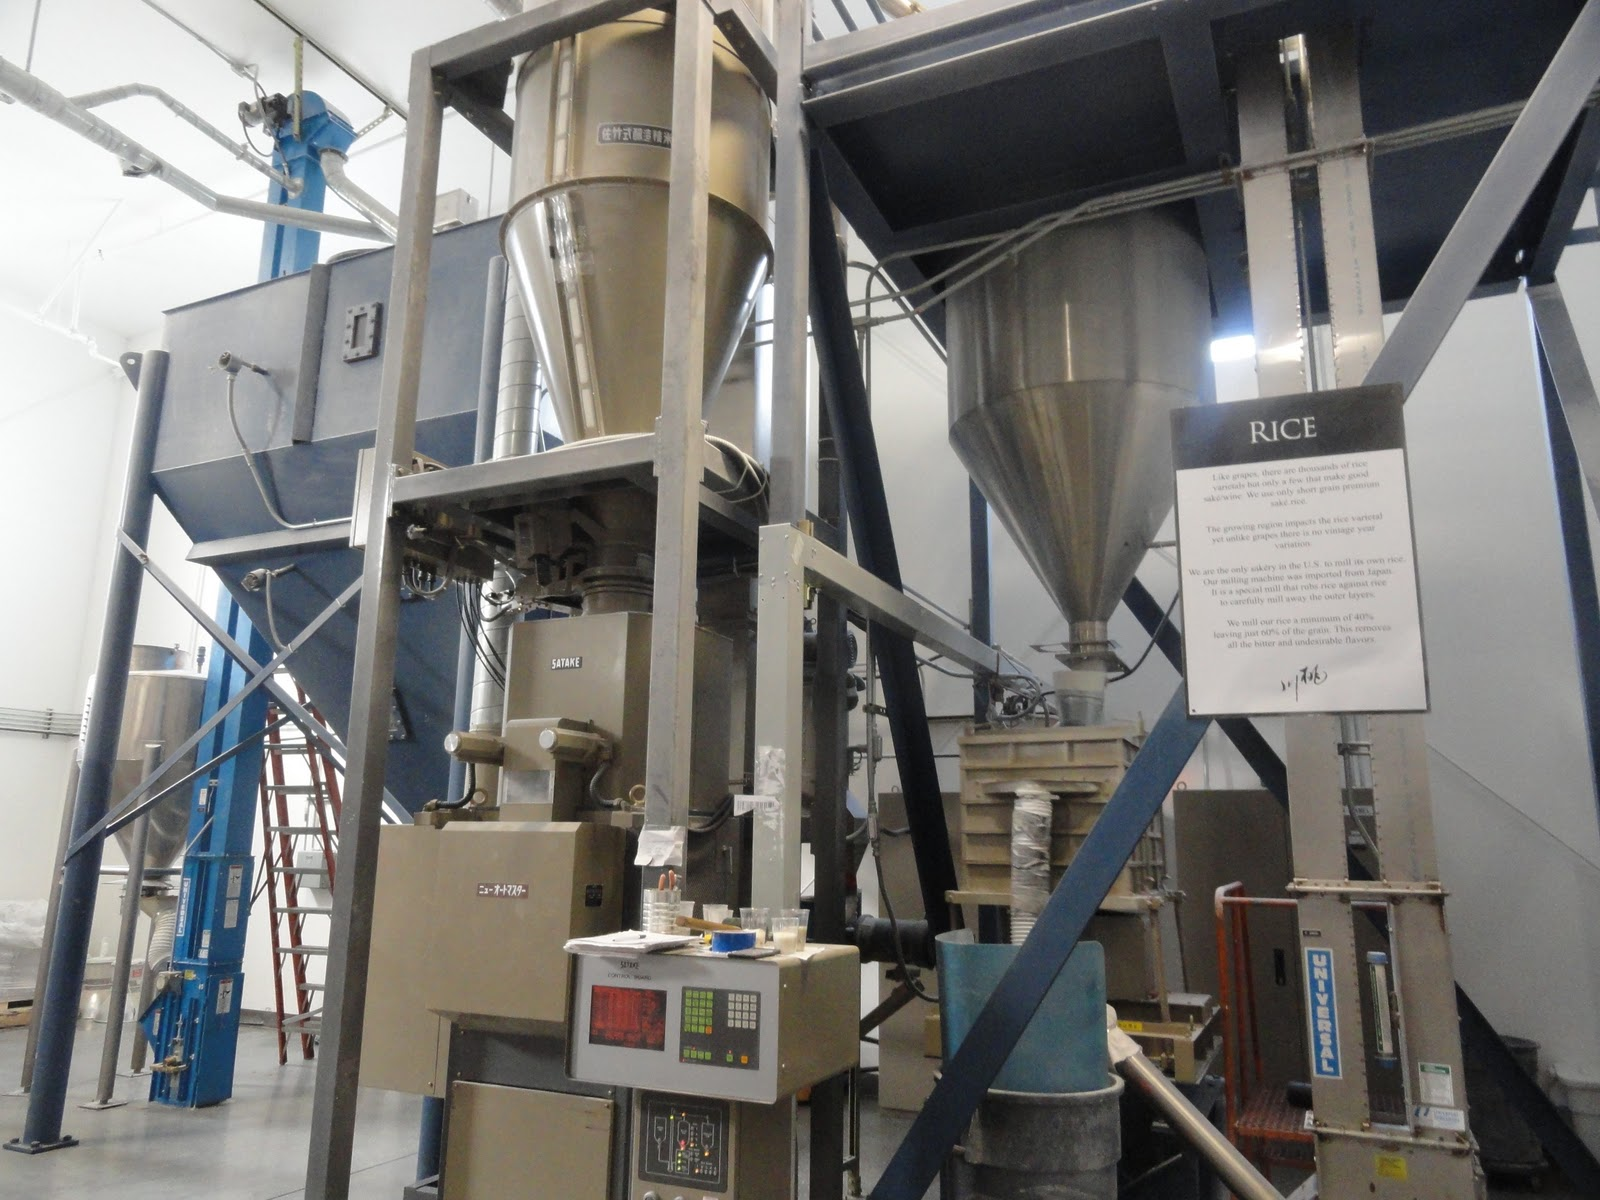 RICE
Like grapes, there are thousands of rice
varietals but only a few that make good
saké/wine. We use only short grain premium
saké rice.
The growing region impacts the rice varietal
yet unlike grapes there is no vintage year
variation.
We are the only sakéry in the U.S. to mill its own rice.
Our milling machine was imported from Japan.
It is a special mill that rubs rice against rice
to carefully mill away the outer layers.
We mill our rice a minimum of 40%
leaving just 60% of the grain. This removes
all the bitter and undesirable flavors.
SATAKE
ニューオートマスター
SATAKE
CONTROL BOARD
UNIVERSAL
UNIVERSAL